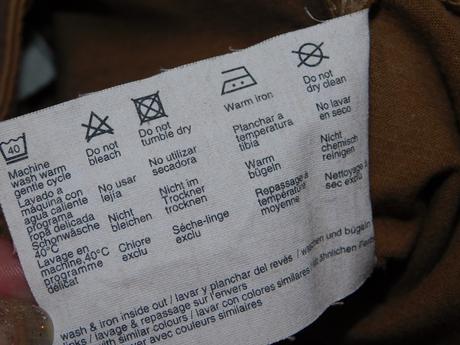 40
Machine
wash warm
gentle cycle
Lavado a
máquina con
agua caliente
programa
ropa delicada
Schonwäsche
40°C
Lavage en
machine 40°C
programme
délicat
Do not
bleach
No usar
lejía
Nicht
bleichen
Chlore
exclu
Do not
tumble dry
No utilizar
secadora
Nicht im
Trockner
trocknen
Sèche-linge
exclu
Warm iron
Planchar a
temperatura
tibia
Warm
bügeln
Repassage à
température
moyenne
Do not
dry clean
No lavar
en seco
Nicht
chemisch
reinigen
Nettoyage à
sec exclu
wash & iron inside out / lavar y planchar del revés / waschen und bügeln
links / lavage & repassage sur l'envers
with similar colours / lavar con colores similares / mit ähnlichen
laver avec couleurs similaires